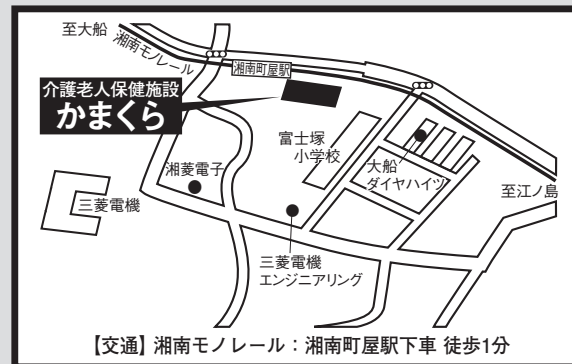 至大船
湘南モノレール
湘南町屋駅
介護老人保健施設
かまくら
富士塚
小学校
大船
ダイヤハイツ
湘菱電子
至江ノ島
三菱電機
三菱電機
エンジニアリング
【交通】湘南モノレール：湘南町屋駅下車 徒歩1分